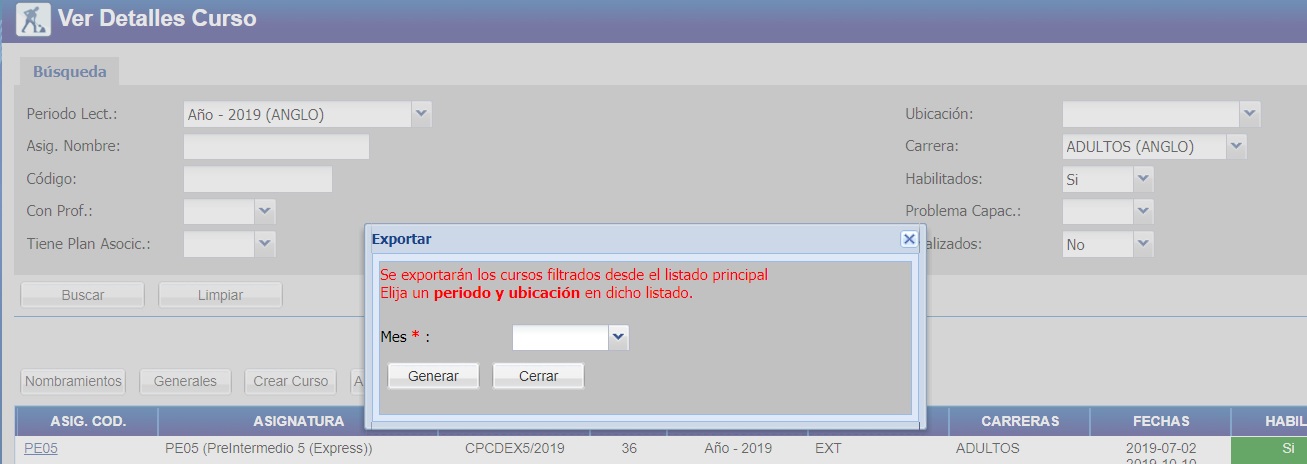 Ver Detalles Curso
Búsqueda
Periodo Lect.: Año - 2019 (ANGLO) Ubicación:
Asig. Nombre: Carrera: ADULTOS (ANGLO)
Código: Habilitados: Si
Con Prof.: Problema Capac.:
Tiene Plan Asocic.: alizados: No
Exportar
Se exportarán los cursos filtrados desde el listado principal
Elija un periodo y ubicación en dicho listado.
Mes * :
Generar Cerrar
Buscar Limpiar
Nombramientos Generales Crear Curso A
ASIG. COD. ASIGNATURA CARRERAS FECHAS HABIL
PE05 PE05 (PreIntermedio 5 (Express)) CPCDEX5/2019 36 Año - 2019 EXT ADULTOS 2019-07-02 Si
2019-10-10